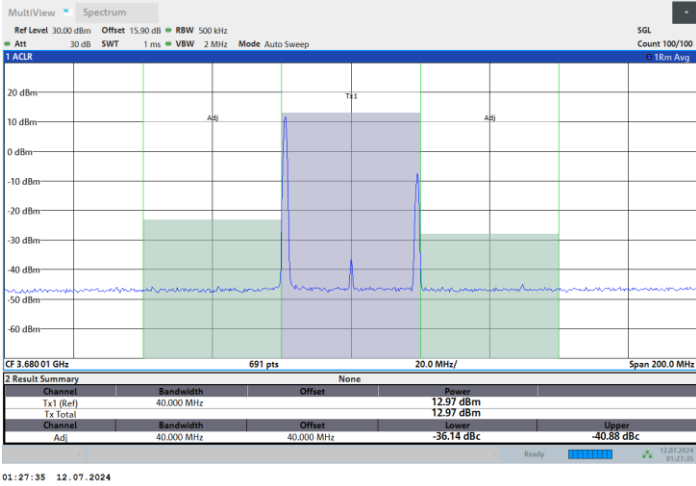 MultiView Spectrum
Ref Level 30.00 dBm Offset 15.90 dB RBW 500 kHz SGL
Att 30 dB SWT 1 ms VBW 2 MHz Mode Auto Sweep Count 100/100
1 ACLR 1Rm Avg
20 dBm
Tx1
10 dBm Adj Adj
0 dBm
-10 dBm
-20 dBm
-30 dBm
-40 dBm
-50 dBm
-60 dBm
CF 3.680 01 GHz 691 pts 20.0 MHz/ Span 200.0 MHz
2 Result Summary None
Channel Bandwidth Offset Power
Tx1 (Ref) 40.000 MHz 12.97 dBm
Tx Total 12.97 dBm
Channel Bandwidth Offset Lower Upper
Adj 40.000 MHz 40.000 MHz -36.14 dBc -40.88 dBc
Ready 12.07.2024
01:27:35
01:27:35 12.07.2024